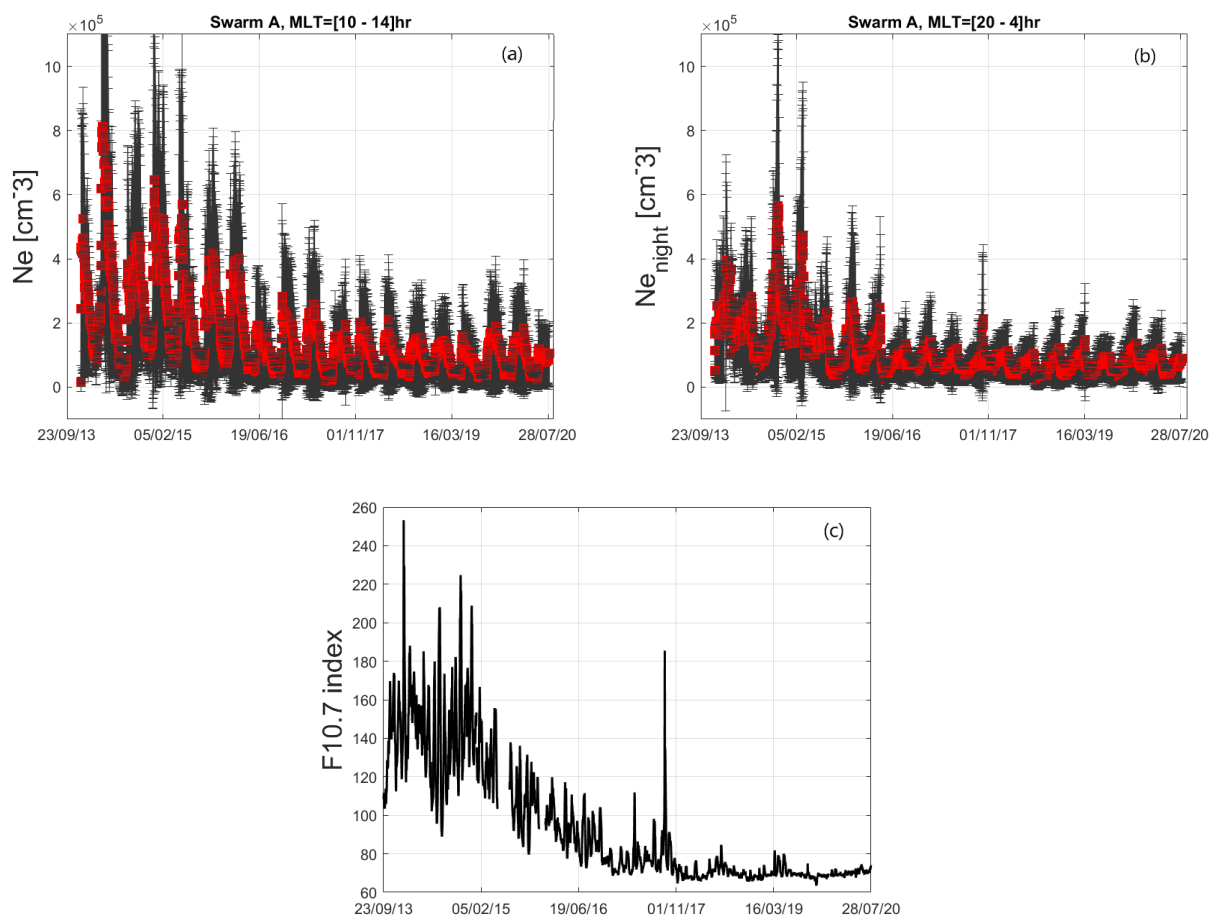 Swarm A, MLT=[10 - 14]hr
×10⁵
(a)
Ne [cm⁻3]
10
8
6
4
2
0
23/09/13 05/02/15 19/06/16 01/11/17 16/03/19 28/07/20
Swarm A, MLT=[20 - 4]hr
×10⁵
(b)
Ne_night [cm⁻3]
10
8
6
4
2
0
23/09/13 05/02/15 19/06/16 01/11/17 16/03/19 28/07/20
(c)
F10.7 index
260
240
220
200
180
160
140
120
100
80
60
23/09/13 05/02/15 19/06/16 01/11/17 16/03/19 28/07/20